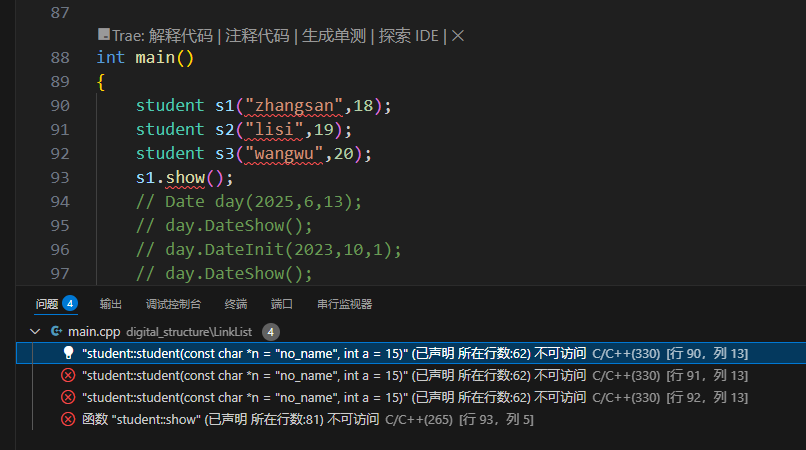 87
Trae: 解释代码 | 注释代码 | 生成单测 | 探索 IDE | ×
88 int main()
89 {
90 student s1("zhangsan",18);
91 student s2("lisi",19);
92 student s3("wangwu",20);
93 s1.show();
94 // Date day(2025,6,13);
95 // day.DateShow();
96 // day.DateInit(2023,10,1);
97 // day.DateShow();
问题 4 输出 调试控制台 终端 端口 串行监视器
main.cpp digital_structure\LinkList 4
"student::student(const char *n = "no_name", int a = 15)" (已声明 所在行数:62) 不可访问 C/C++(330) [行 90, 列 13]
"student::student(const char *n = "no_name", int a = 15)" (已声明 所在行数:62) 不可访问 C/C++(330) [行 91, 列 13]
"student::student(const char *n = "no_name", int a = 15)" (已声明 所在行数:62) 不可访问 C/C++(330) [行 92, 列 13]
函数 "student::show" (已声明 所在行数:81) 不可访问 C/C++(265) [行 93, 列 5]